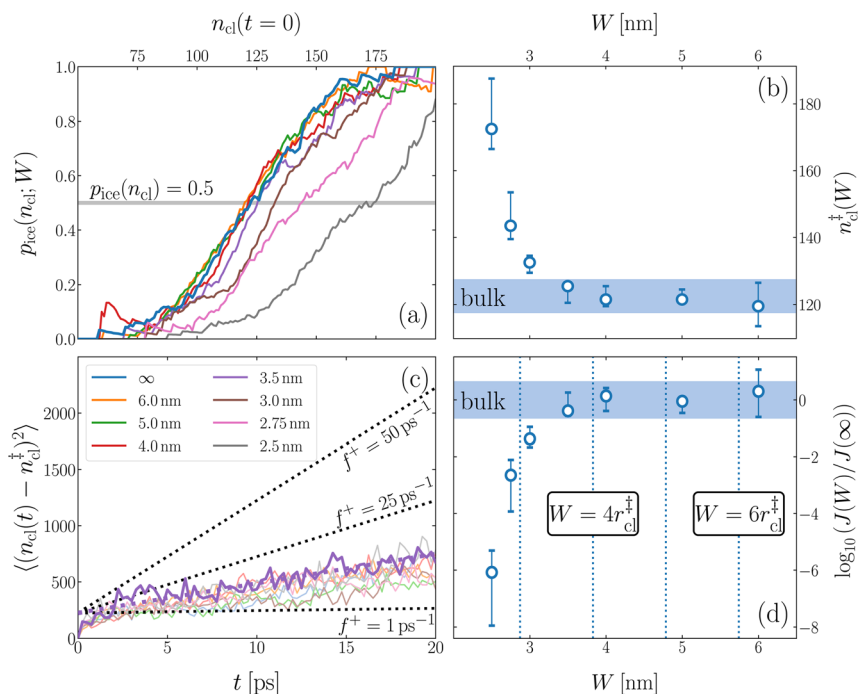 n_cl(t = 0)
75 100 125 150 175
1.0
0.8
0.6
0.4
0.2
0.0
p_ice(n_cl; W)
p_ice(n_cl) = 0.5
(a)
W [nm]
3 4 5 6
(b)
180
160
140
120
n‡_cl(W)
bulk
(c)
∞
6.0 nm
5.0 nm
4.0 nm
3.5 nm
3.0 nm
2.75 nm
2.5 nm
2000
1500
1000
500
0
⟨(n_cl(t) − n‡_cl)²⟩
f⁺ = 50 ps⁻¹
f⁺ = 25 ps⁻¹
f⁺ = 1 ps⁻¹
0 5 10 15 20
t [ps]
bulk
W = 4r‡_cl
W = 6r‡_cl
(d)
0
−2
−4
−6
−8
log₁₀(J(W)/J(∞))
3 4 5 6
W [nm]